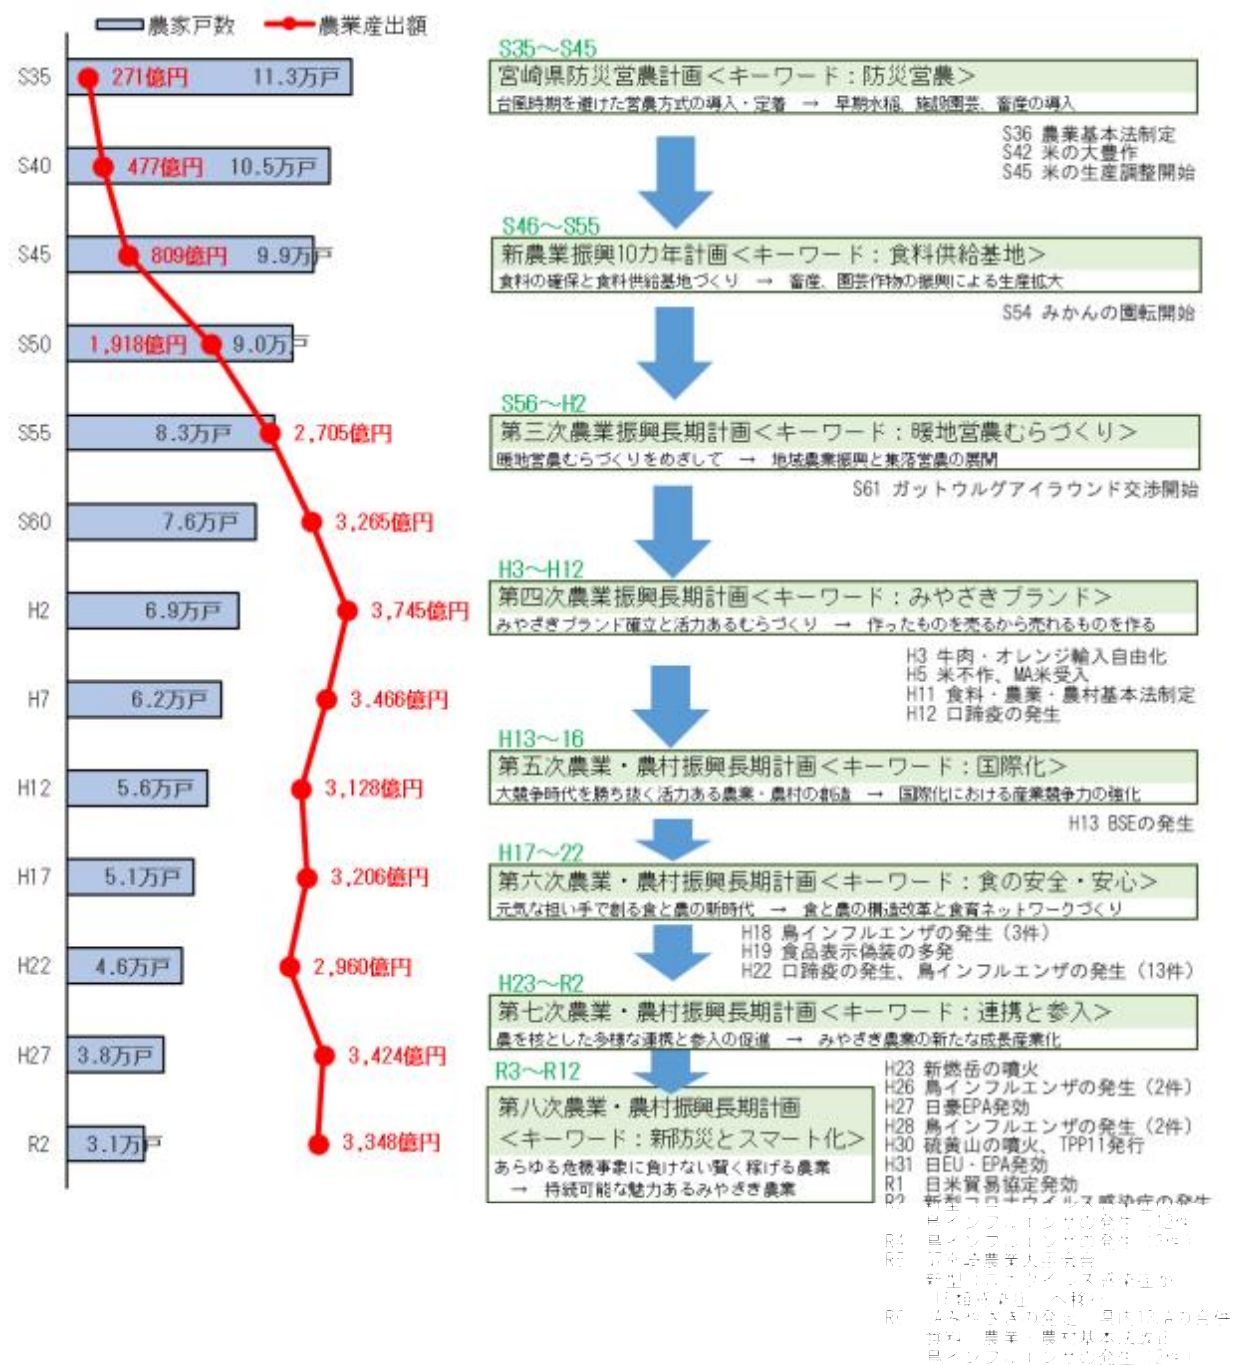 農家戸数 農業産出額
S35 271億円 11.3万戸
S40 477億円 10.5万戸
S45 809億円 9.9万戸
S50 1,918億円 9.0万戸
S55 8.3万戸 2,705億円
S60 7.6万戸 3,265億円
H2 6.9万戸 3,745億円
H7 6.2万戸 3.466億円
H12 5.6万戸 3,128億円
H17 5.1万戸 3,206億円
H22 4.6万戸 2,960億円
H27 3.8万戸 3,424億円
R2 3.1万戸 3,348億円
S35～S45
宮崎県防災営農計画＜キーワード：防災営農＞
台風時期を避けた営農方式の導入・定着 → 早期水稲、施設園芸、畜産の導入
S36 農業基本法制定
S42 米の大豊作
S45 米の生産調整開始
S46～S55
新農業振興10カ年計画＜キーワード：食料供給基地＞
食料の確保と食料供給基地づくり → 畜産、園芸作物の振興による生産拡大
S54 みかんの園転開始
S56～H2
第三次農業振興長期計画＜キーワード：暖地営農むらづくり＞
暖地営農むらづくりをめざして → 地域農業振興と集落営農の展開
S61 ガットウルグアイラウンド交渉開始
H3～H12
第四次農業振興長期計画＜キーワード：みやざきブランド＞
みやざきブランド確立と活力あるむらづくり → 作ったものを売るから売れるものを作る
H3 牛肉・オレンジ輸入自由化
H5 米不作、MA米受入
H11 食料・農業・農村基本法制定
H12 口蹄疫の発生
H13～16
第五次農業・農村振興長期計画＜キーワード：国際化＞
大競争時代を勝ち抜く活力ある農業・農村の創造 → 国際化における産業競争力の強化
H13 BSEの発生
H17～22
第六次農業・農村振興長期計画＜キーワード：食の安全・安心＞
元気な担い手で創る食と農の新時代 → 食と農の構造改革と食育ネットワークづくり
H18 鳥インフルエンザの発生（3件）
H19 食品表示偽装の多発
H22 口蹄疫の発生、鳥インフルエンザの発生（13件）
H23～R2
第七次農業・農村振興長期計画＜キーワード：連携と参入＞
農を核とした多様な連携と参入の促進 → みやざき農業の新たな成長産業化
R3～R12
第八次農業・農村振興長期計画
＜キーワード：新防災とスマート化＞
あらゆる危機事象に負けない賢く稼げる農業
→ 持続可能な魅力あるみやざき農業
H23 新燃岳の噴火
H26 鳥インフルエンザの発生（2件）
H27 日豪EPA発効
H28 鳥インフルエンザの発生（2件）
H30 硫黄山の噴火、TPP11発行
H31 日EU・EPA発効
R1 日米貿易協定発効
R2 新型コロナウイルス感染症の発生